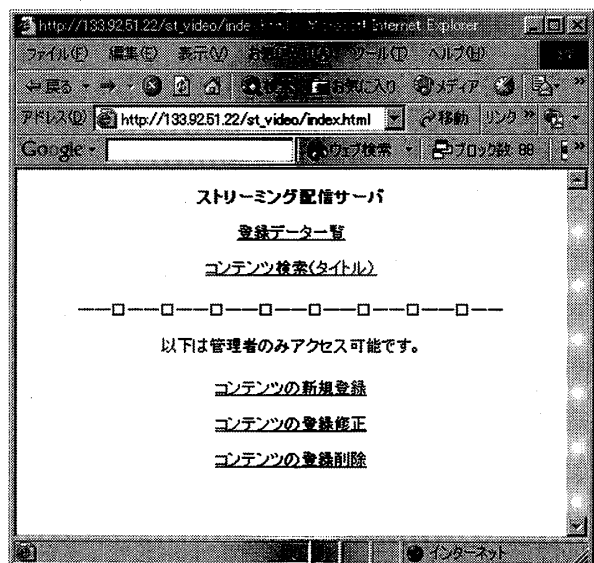 http://133.92.51.22/st_video/inde Microsoft Internet Explorer
ファイル(F) 編集(E) 表示(V) ツール(T) ヘルプ(H)
戻る お気に入り メディア
アドレス(D) http://133.92.51.22/st_video/index.html 移動 リンク »
Google ウェブ検索 ブロック数 88 »
ストリーミング配信サーバ
登録データ一覧
コンテンツ検索(タイトル)
――□――□――□――□――□――□――□――□――
以下は管理者のみアクセス可能です。
コンテンツの新規登録
コンテンツの登録修正
コンテンツの登録削除
インターネット